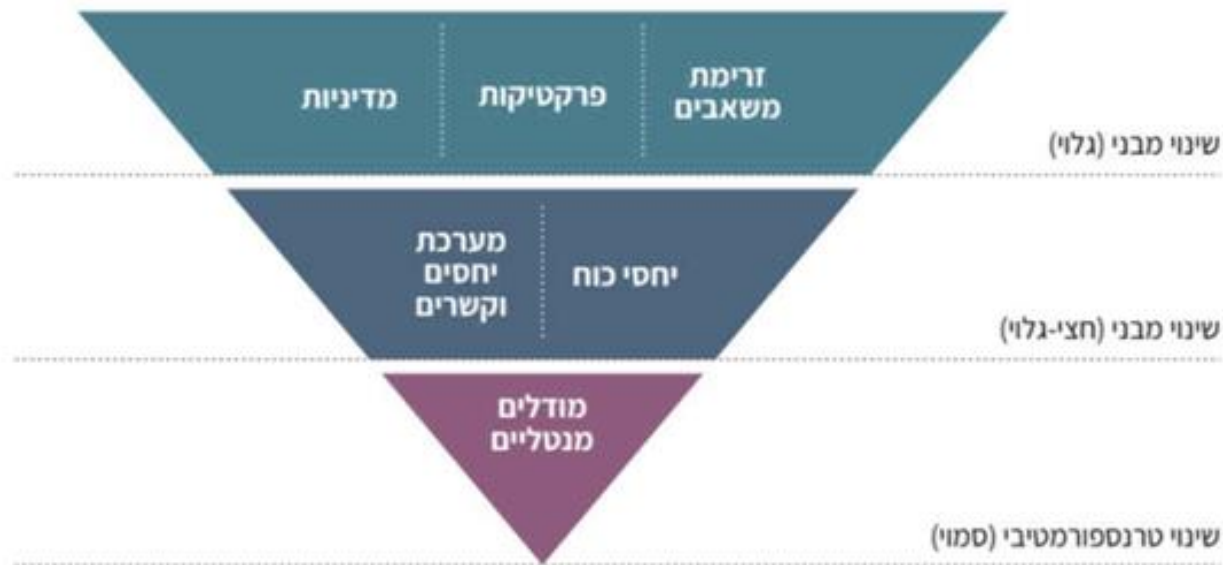 זרימת
משאבים
פרקטיקות
מדיניות
שינוי מבני (גלוי)
יחסי כוח
מערכת
יחסים
וקשרים
שינוי מבני (חצי-גלוי)
מודלים
מנטליים
שינוי טרנספורמטיבי (סמוי)